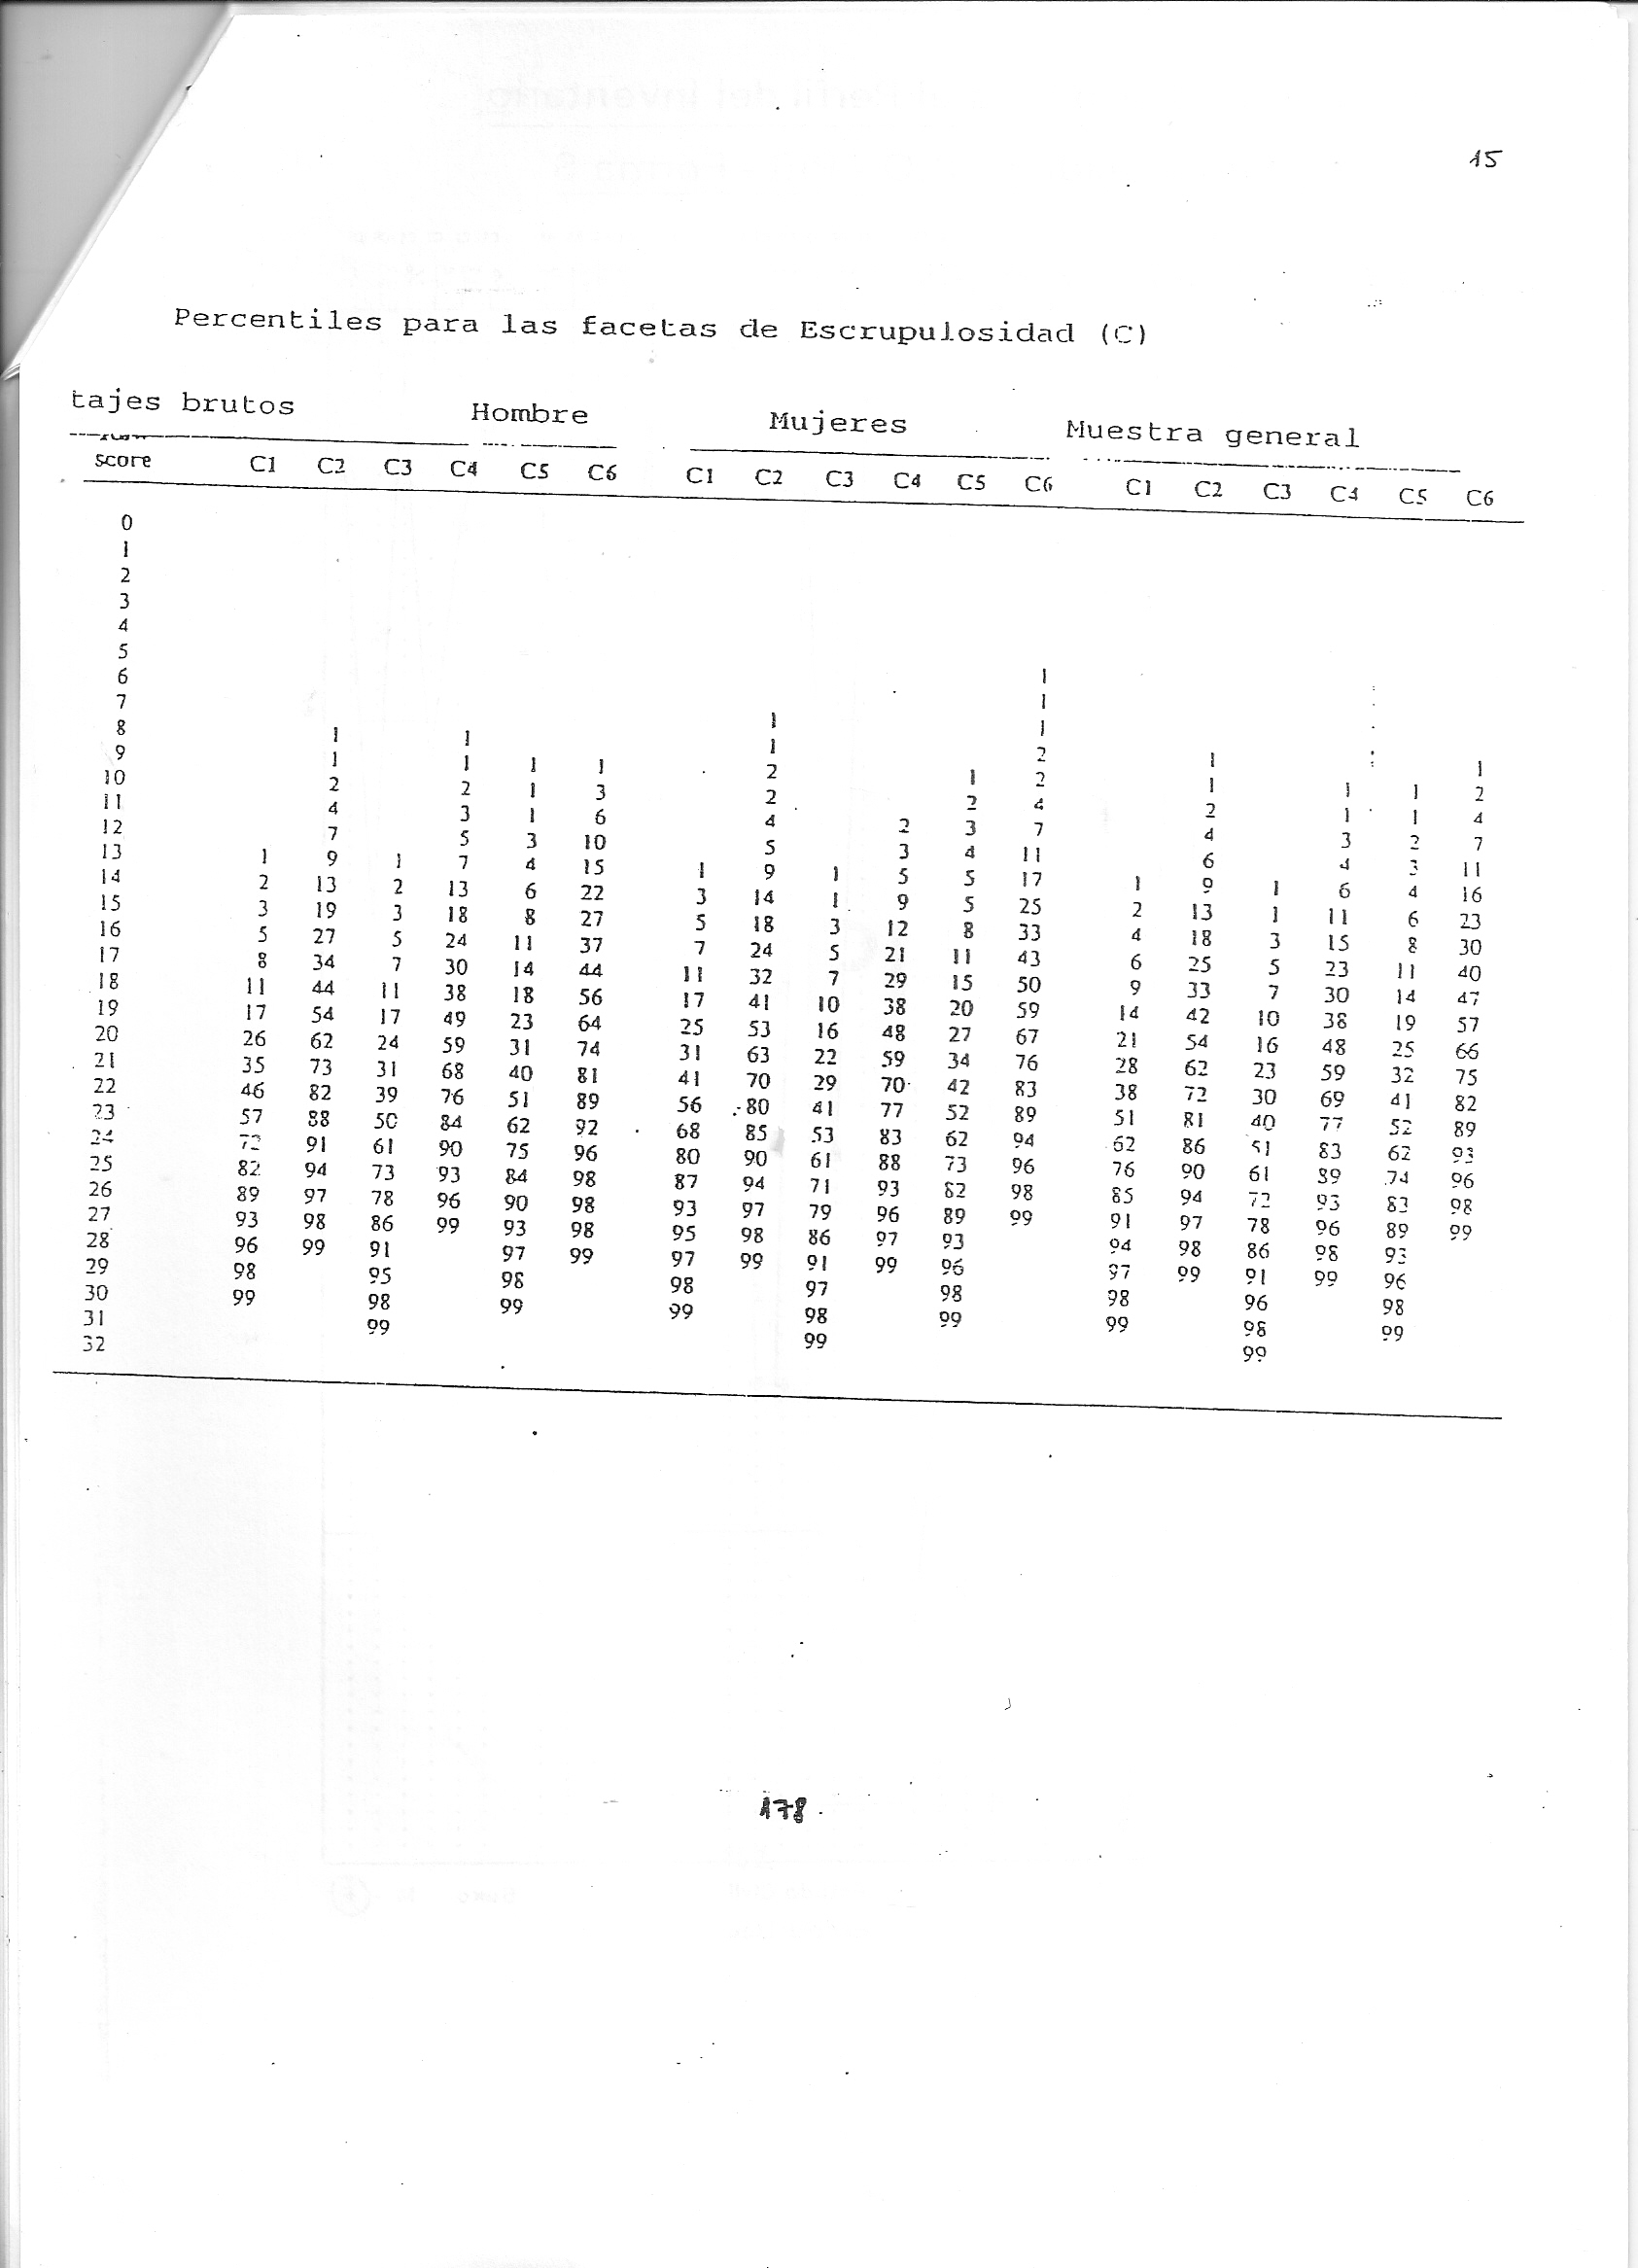 15
Percentiles para las facetas de Escrupulosidad (C)
tajes brutos Hombre Mujeres Muestra general
score C1 C2 C3 C4 C5 C6 C1 C2 C3 C4 C5 C6 C1 C2 C3 C4 C5 C6
0
1
2
3
4
5 1
6 1
7 1 1
8 1 1 1 2 1 1
9 1 1 1 1 2 1 2 1 1 1 2
10 2 2 1 3 2 2 4 2 1 1 4
11 4 3 1 6 4 2 3 7 4 3 2 7
12 7 5 3 10 5 3 4 11 6 4 3 11
13 1 9 1 7 4 15 1 9 1 5 5 17 1 9 1 6 4 16
14 2 13 2 13 6 22 3 14 1 9 5 25 2 13 1 11 6 23
15 3 19 3 18 8 27 5 18 3 12 8 33 4 18 3 15 8 30
16 5 27 5 24 11 37 7 24 5 21 11 43 6 25 5 23 11 40
17 8 34 7 30 14 44 11 32 7 29 15 50 9 33 7 30 14 47
18 11 44 11 38 18 56 17 41 10 38 20 59 14 42 10 38 19 57
19 17 54 17 49 23 64 25 53 16 48 27 67 21 54 16 48 25 66
20 26 62 24 59 31 74 31 63 22 59 34 76 28 62 23 59 32 75
21 35 73 31 68 40 81 41 70 29 70 42 83 38 72 30 69 41 82
22 46 82 39 76 51 89 56 80 41 77 52 89 51 81 40 77 52 89
23 57 88 50 84 62 92 68 85 53 83 62 94 62 86 51 83 62 93
24 72 91 61 90 75 96 80 90 61 88 73 96 76 90 61 89 74 96
25 82 94 73 93 84 98 87 94 71 93 82 98 85 94 72 93 83 98
26 89 97 78 96 90 98 93 97 79 96 89 99 91 97 78 96 89 99
27 93 98 86 99 93 98 95 98 86 97 93 94 98 86 98 93
28 96 99 91 97 99 97 99 91 99 96 97 99 91 99 96
29 98 95 98 98 97 98 98 96 98
30 99 98 99 99 98 99 99 98 99
31 99 99 99
32
178